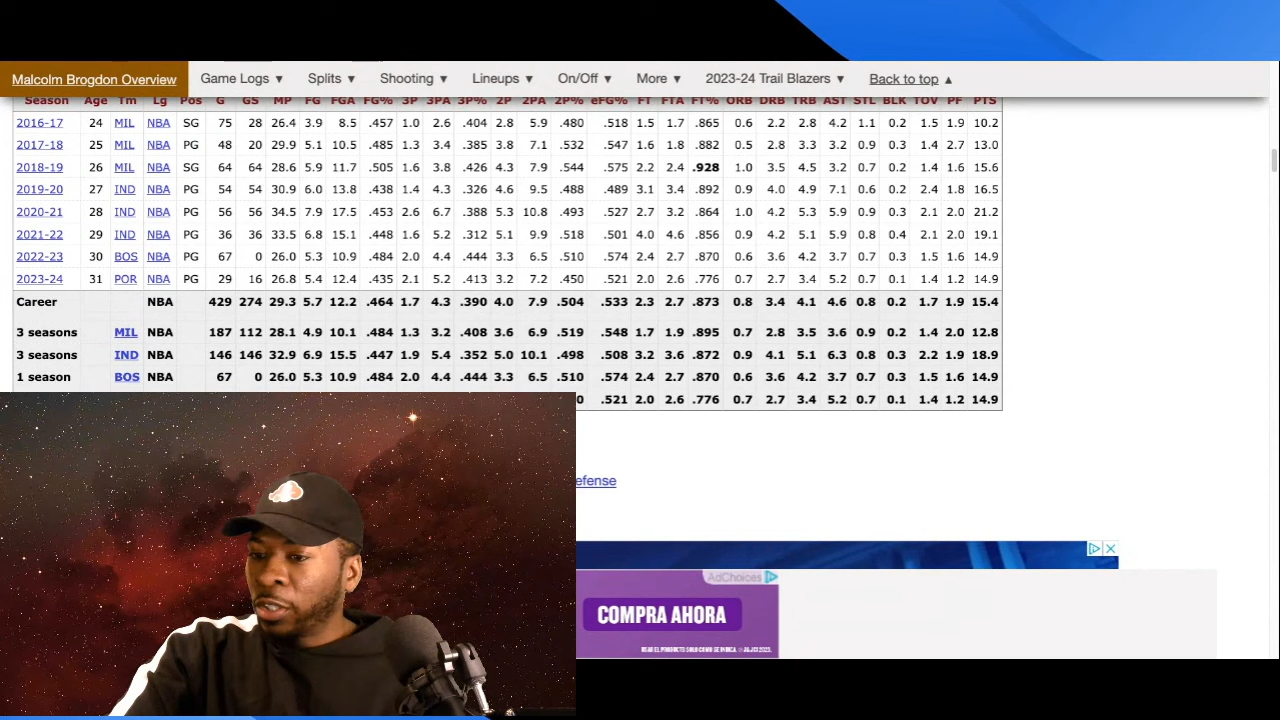 Malcolm Brogdon Overview Game Logs ▼ Splits ▼ Shooting ▼ Lineups ▼ On/Off ▼ More ▼ 2023-24 Trail Blazers ▼ Back to top ▲
Season Age Tm Lg Pos G GS MP FG FGA FG% 3P 3PA 3P% 2P 2PA 2P% eFG% FT FTA FT% ORB DRB TRB AST STL BLK TOV PF PTS
2016-17 24 MIL NBA SG 75 28 26.4 3.9 8.5 .457 1.0 2.6 .404 2.8 5.9 .480 .518 1.5 1.7 .865 0.6 2.2 2.8 4.2 1.1 0.2 1.5 1.9 10.2
2017-18 25 MIL NBA PG 48 20 29.9 5.1 10.5 .485 1.3 3.4 .385 3.8 7.1 .532 .547 1.6 1.8 .882 0.5 2.8 3.3 3.2 0.9 0.3 1.4 2.7 13.0
2018-19 26 MIL NBA SG 64 64 28.6 5.9 11.7 .505 1.6 3.8 .426 4.3 7.9 .544 .575 2.2 2.4 .928 1.0 3.5 4.5 3.2 0.7 0.2 1.4 1.6 15.6
2019-20 27 IND NBA PG 54 54 30.9 6.0 13.8 .438 1.4 4.3 .326 4.6 9.5 .488 .489 3.1 3.4 .892 0.9 4.0 4.9 7.1 0.6 0.2 2.4 1.8 16.5
2020-21 28 IND NBA PG 56 56 34.5 7.9 17.5 .453 2.6 6.7 .388 5.3 10.8 .493 .527 2.7 3.2 .864 1.0 4.2 5.3 5.9 0.9 0.3 2.1 2.0 21.2
2021-22 29 IND NBA PG 36 36 33.5 6.8 15.1 .448 1.6 5.2 .312 5.1 9.9 .518 .501 4.0 4.6 .856 0.9 4.2 5.1 5.9 0.8 0.4 2.1 2.0 19.1
2022-23 30 BOS NBA PG 67 0 26.0 5.3 10.9 .484 2.0 4.4 .444 3.3 6.5 .510 .574 2.4 2.7 .870 0.6 3.6 4.2 3.7 0.7 0.3 1.5 1.6 14.9
2023-24 31 POR NBA PG 29 16 26.8 5.4 12.4 .435 2.1 5.2 .413 3.2 7.2 .450 .521 2.0 2.6 .776 0.7 2.7 3.4 5.2 0.7 0.1 1.4 1.2 14.9
Career NBA 429 274 29.3 5.7 12.2 .464 1.7 4.3 .390 4.0 7.9 .504 .533 2.3 2.7 .873 0.8 3.4 4.1 4.6 0.8 0.2 1.7 1.9 15.4
3 seasons MIL NBA 187 112 28.1 4.9 10.1 .484 1.3 3.2 .408 3.6 6.9 .519 .548 1.7 1.9 .895 0.7 2.8 3.5 3.6 0.9 0.2 1.4 2.0 12.8
3 seasons IND NBA 146 146 32.9 6.9 15.5 .447 1.9 5.4 .352 5.0 10.1 .498 .508 3.2 3.6 .872 0.9 4.1 5.1 6.3 0.8 0.3 2.2 1.9 18.9
1 season BOS NBA 67 0 26.0 5.3 10.9 .484 2.0 4.4 .444 3.3 6.5 .510 .574 2.4 2.7 .870 0.6 3.6 4.2 3.7 0.7 0.3 1.5 1.6 14.9
0 .521 2.0 2.6 .776 0.7 2.7 3.4 5.2 0.7 0.1 1.4 1.2 14.9
efense
AdChoices
COMPRA AHORA